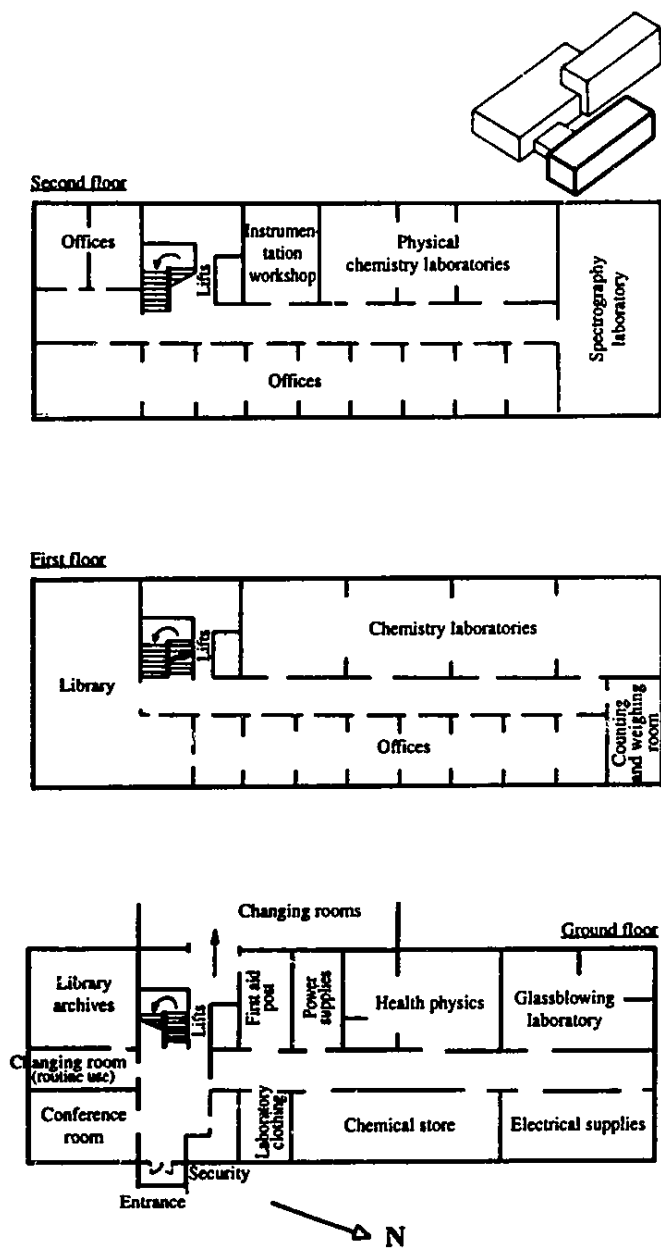 Second floor
Offices
Lifts
Instrumen-
tation
workshop
Physical
chemistry laboratories
Spectrography
laboratory
Offices
First floor
Library
Lifts
Chemistry laboratories
Offices
Counting
and weighing
room
Changing rooms
Ground floor
Library
archives
Lifts
First aid
post
Power
supplies
Health physics
Glassblowing
laboratory
Changing room
(routine use)
Conference
room
Laboratory
clothing
Chemical store
Electrical supplies
Security
Entrance
N